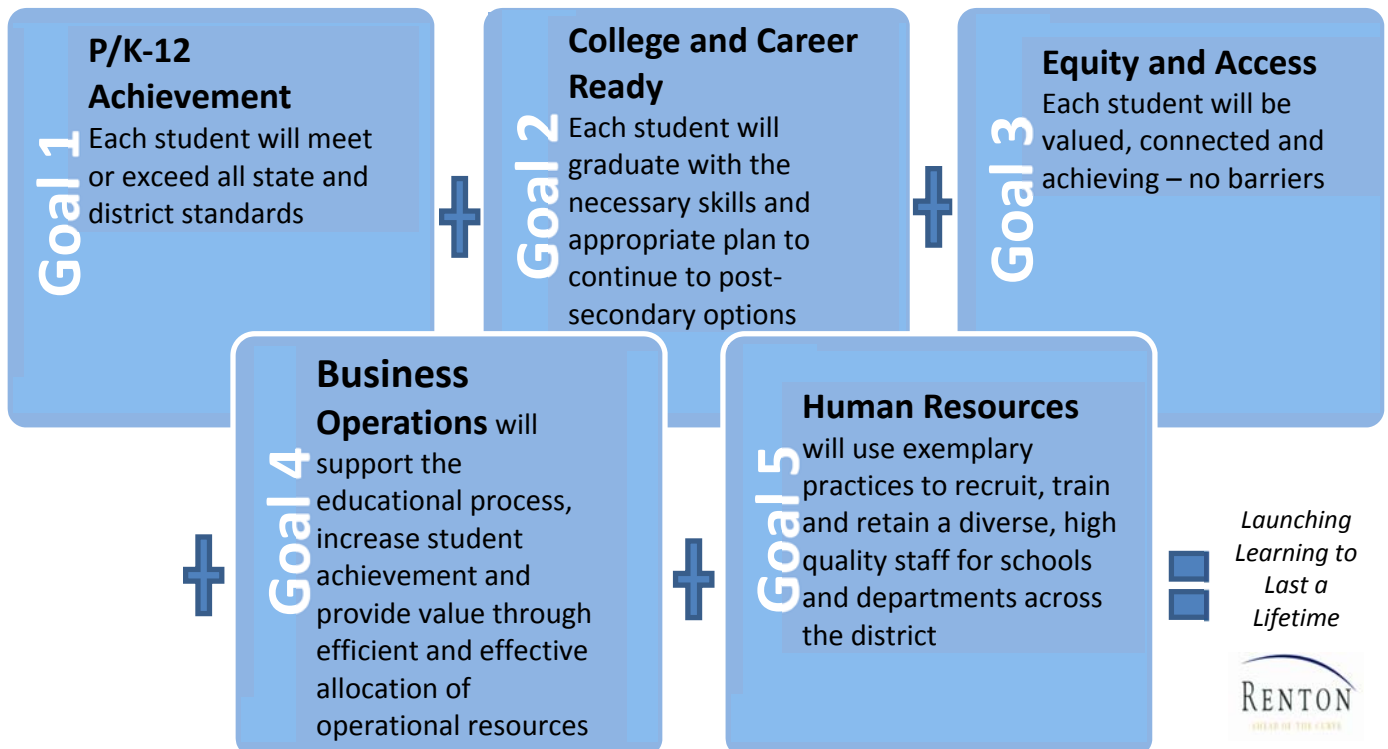 Goal 1
P/K-12
Achievement
Each student will meet
or exceed all state and
district standards
Goal 2
College and Career
Ready
Each student will
graduate with the
necessary skills and
appropriate plan to
continue to post-
secondary options
Goal 3
Equity and Access
Each student will be
valued, connected and
achieving – no barriers
Goal 4
Business
Operations will
support the
educational process,
increase student
achievement and
provide value through
efficient and effective
allocation of
operational resources
Goal 5
Human Resources
will use exemplary
practices to recruit, train
and retain a diverse, high
quality staff for schools
and departments across
the district
Launching
Learning to
Last a
Lifetime
RENTON
AHEAD OF THE CURVE